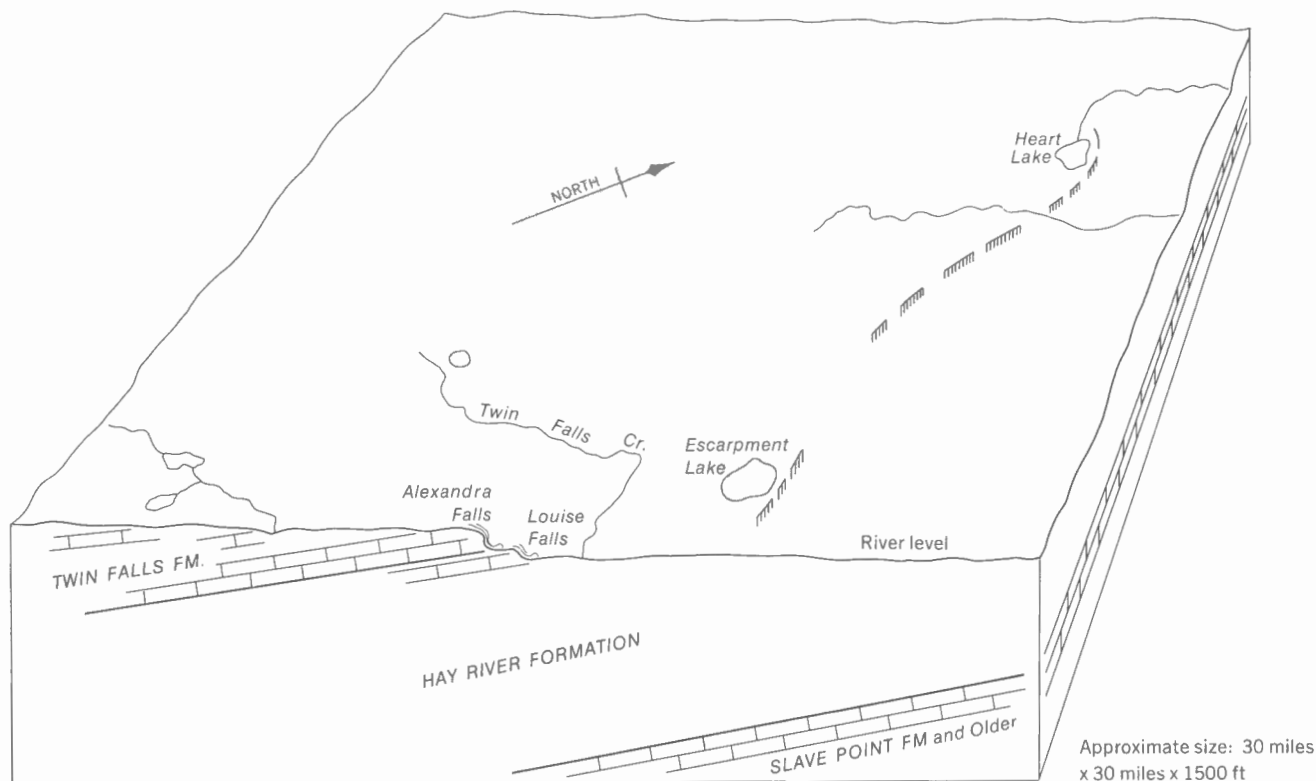 Heart
Lake
NORTH
Twin Falls Cr.
Escarpment
Lake
Alexandra
Falls
Louise
Falls
River level
TWIN FALLS FM.
HAY RIVER FORMATION
SLAVE POINT FM and Older
Approximate size: 30 miles
x 30 miles x 1500 ft